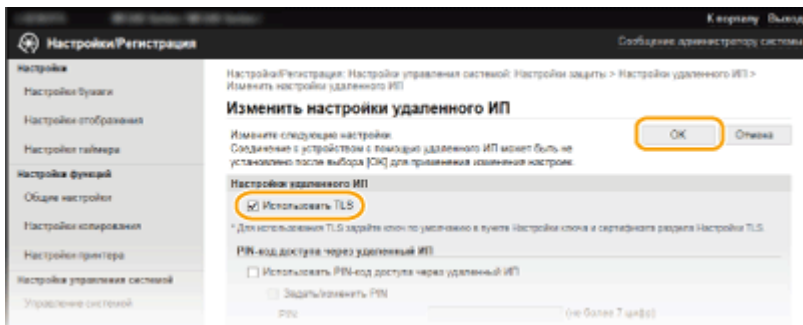 К порталу Выход
Настройки/Регистрация
Сообщение администратору системы
Настройки
Настройки бумаги
Настройки отображения
Настройки таймера
Настройки функций
Общие настройки
Настройки копирования
Настройки принтера
Настройки управления системой
Управление системой
Настройки/Регистрация: Настройки управления системой: Настройки защиты > Настройки удаленного ИП >
Изменить настройки удаленного ИП
Изменить настройки удаленного ИП
Измените следующие настройки.
Соединение с устройством с помощью удаленного ИП может быть не
установлено после выбора [OK] для применения изменения настроек.
OK Отмена
Настройки удаленного ИП
Использовать TLS
* Для использования TLS задайте ключ по умолчанию в пункте Настройки ключа и сертификата раздела Настройки TLS.
PIN-код доступа через удаленный ИП
Использовать PIN-код доступа через удаленный ИП
Задать/изменить PIN
PIN: (не более 7 цифр)